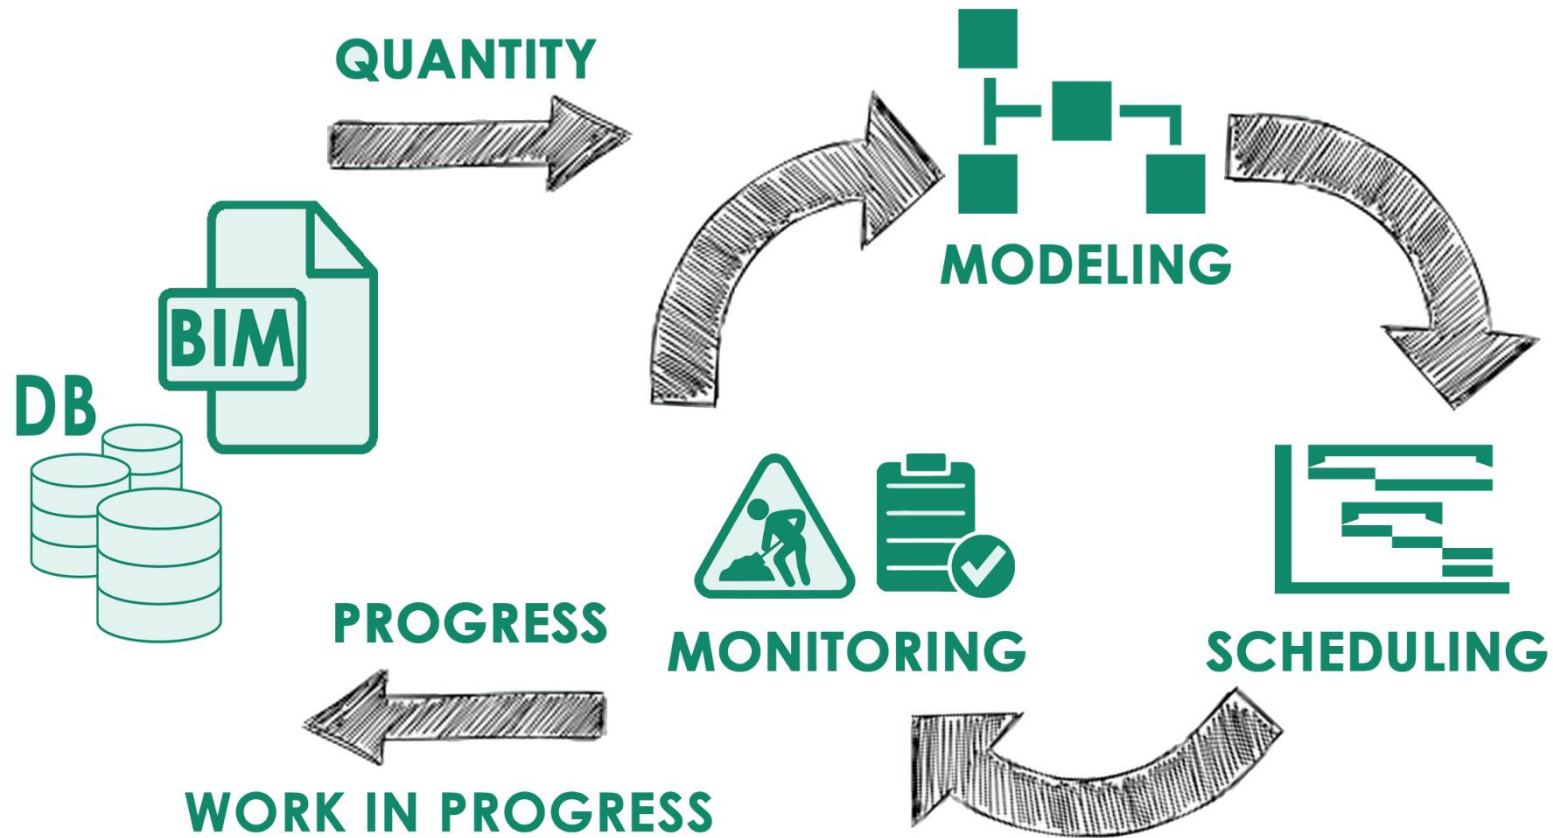 QUANTITY
MODELING
BIM
DB
PROGRESS
MONITORING
SCHEDULING
WORK IN PROGRESS